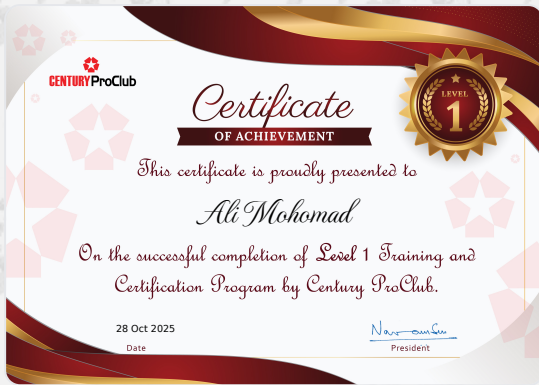 CENTURY ProClub
LEVEL
1
Certificate
OF ACHIEVEMENT
This certificate is proudly presented to
Ali Mohomad
On the successful completion of Level 1 Training and
Certification Program by Century ProClub.
28 Oct 2025
Date
President